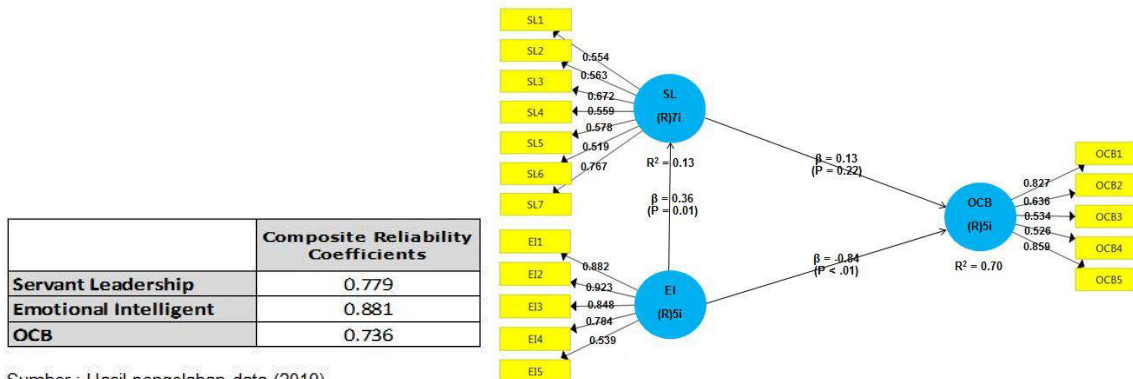 Composite Reliability
Coefficients
Servant Leadership 0.779
Emotional Intelligent 0.881
OCB 0.736
Sumber : Hasil pengolahan data (2019)
SL1
SL2
SL3
SL4
SL5
SL6
SL7
0.554
0.563
0.672
0.559
0.578
0.519
0.767
SL
(R)7i
R² = 0.13
β = 0.36
(P = 0.01)
EI1
EI2
EI3
EI4
EI5
0.882
0.923
0.848
0.784
0.539
EI
(R)5i
β = 0.13
(P = 0.22)
β = -0.84
(P < .01)
OCB
(R)5i
R² = 0.70
0.827
0.636
0.534
0.526
0.859
OCB1
OCB2
OCB3
OCB4
OCB5